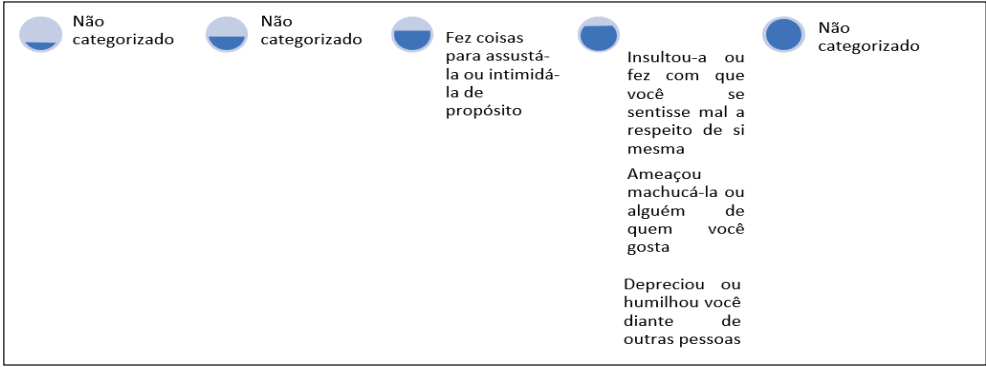 Não
categorizado
Não
categorizado
Fez coisas
para assustá-
la ou intimidá-
la de
propósito
Insultou-a ou
fez com que
você se
sentisse mal a
respeito de si
mesma
Ameaçou
machucá-la ou
alguém de
quem você
gosta
Depreciou ou
humilhou você
diante de
outras pessoas
Não
categorizado